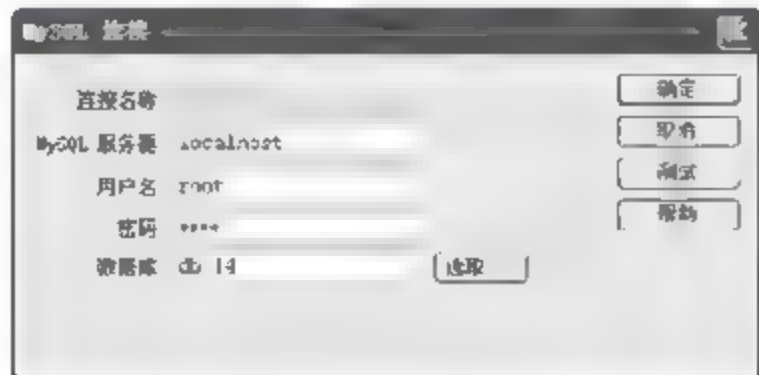 MySQL 连接
连接名称
MySQL 服务器 localhost
用户名 root
密码 ****
数据库 db_14 选取
确定
取消
测试
帮助